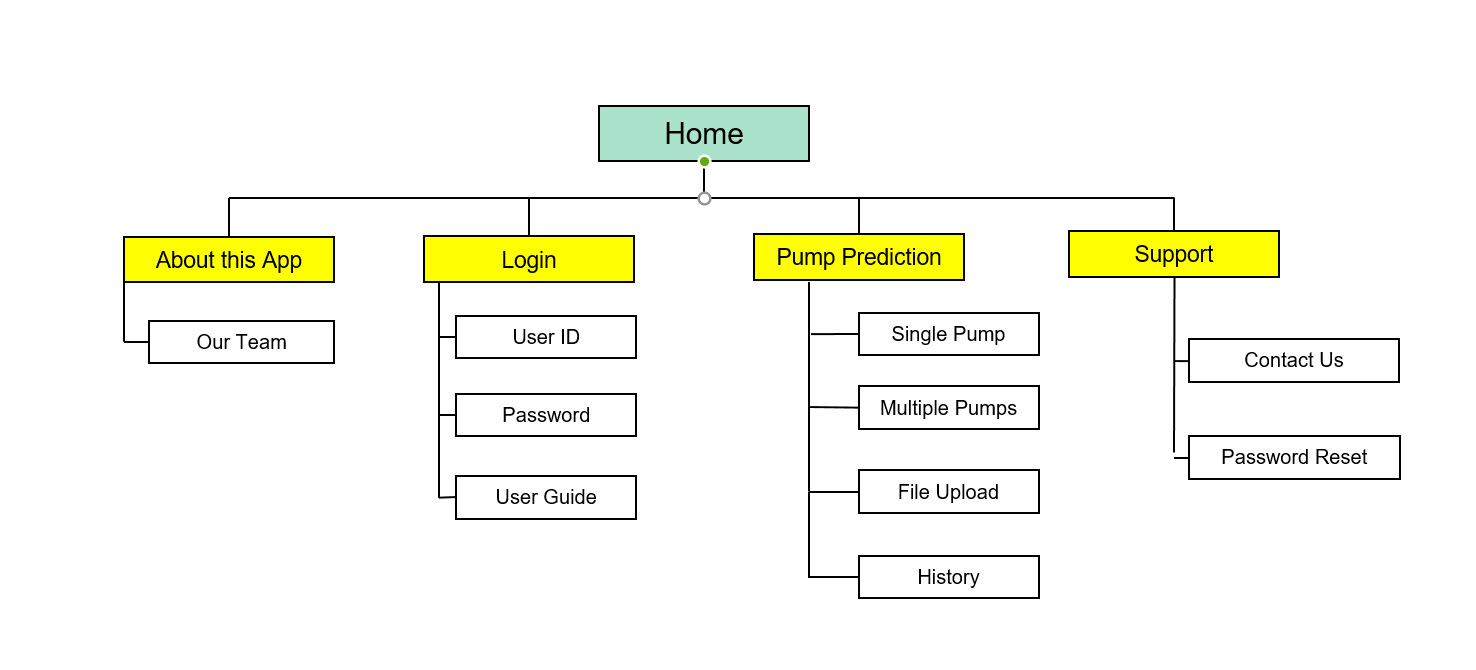 Home
About this App
Login
Pump Prediction
Support
Our Team
User ID
Password
User Guide
Single Pump
Multiple Pumps
File Upload
History
Contact Us
Password Reset